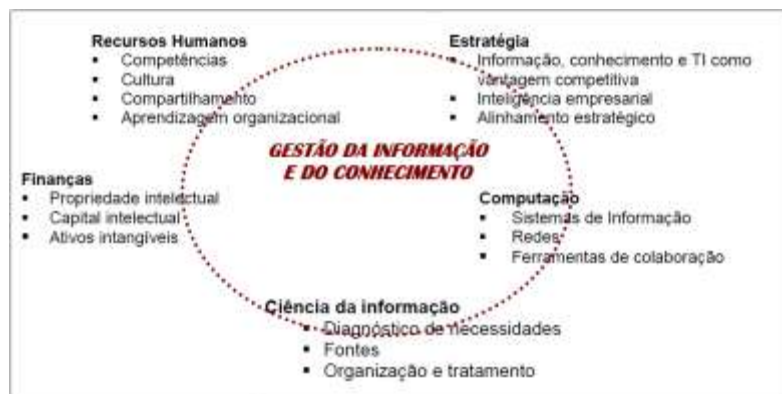 Recursos Humanos
▪ Competências
▪ Cultura
▪ Compartilhamento
▪ Aprendizagem organizacional
Estratégia
▪ Informação, conhecimento e TI como
vantagem competitiva
▪ Inteligência empresarial
▪ Alinhamento estratégico
GESTÃO DA INFORMAÇÃO
E DO CONHECIMENTO
Finanças
▪ Propriedade intelectual
▪ Capital intelectual
▪ Ativos intangíveis
Computação
▪ Sistemas de Informação
▪ Redes
▪ Ferramentas de colaboração
Ciência da informação
▪ Diagnóstico de necessidades
▪ Fontes
▪ Organização e tratamento